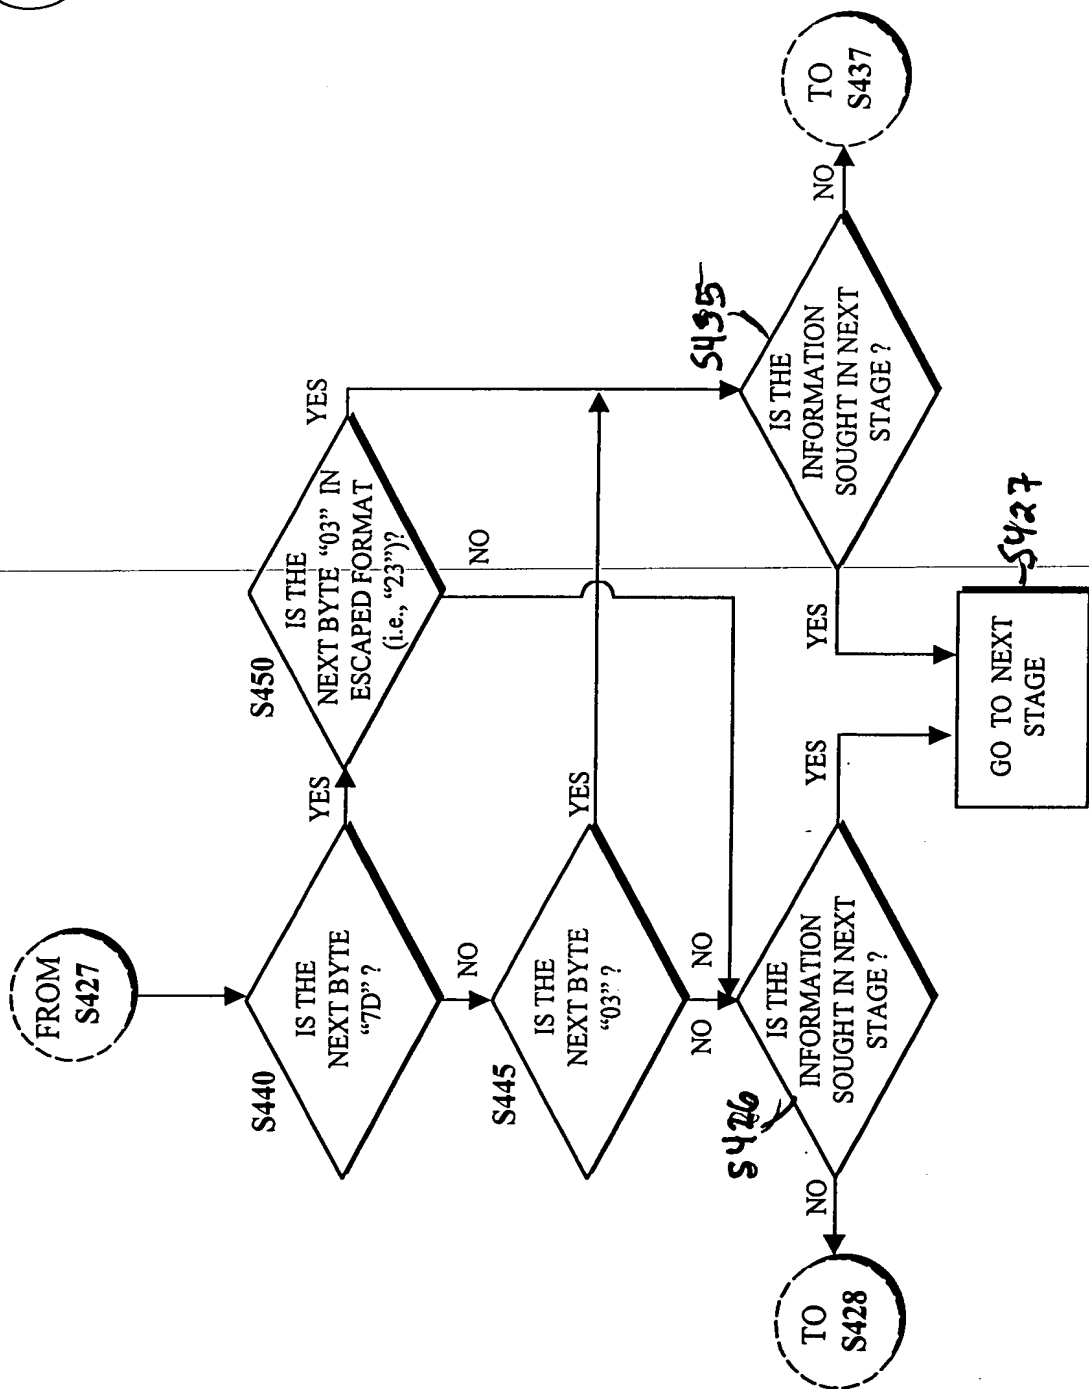 FROM
S427
S440
IS THE
NEXT BYTE
"7D" ?
YES
NO
S450
IS THE
NEXT BYTE "03" IN
ESCAPED FORMAT
(i.e., "23")?
YES
NO
S445
IS THE
NEXT BYTE
"03" ?
YES
NO
NO
S426
IS THE
INFORMATION
SOUGHT IN NEXT
STAGE ?
NO
YES
TO
S428
S435
IS THE
INFORMATION
SOUGHT IN NEXT
STAGE ?
YES
NO
TO
S437
GO TO NEXT
STAGE
S427